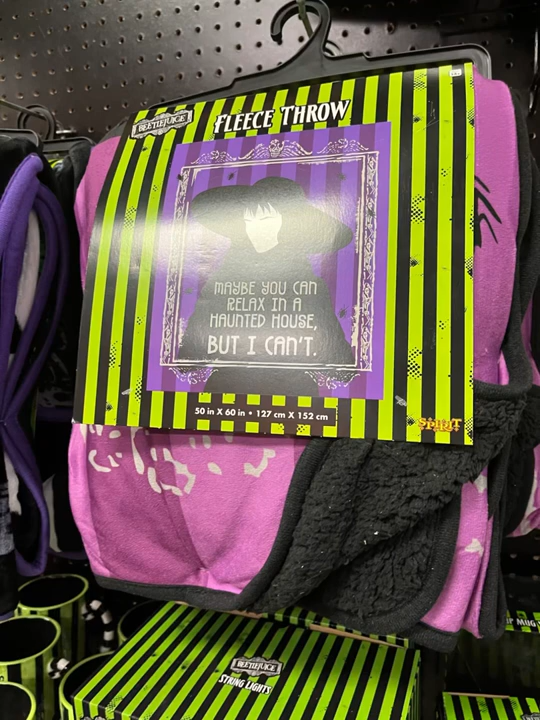 BEETLEJUICE
FLEECE THROW
MAYBE YOU CAN
RELAX IN A
HAUNTED HOUSE,
BUT I CAN'T.
50 in X 60 in • 127 cm X 152 cm
SPIRIT
BEETLEJUICE
STRING LIGHTS
MUG